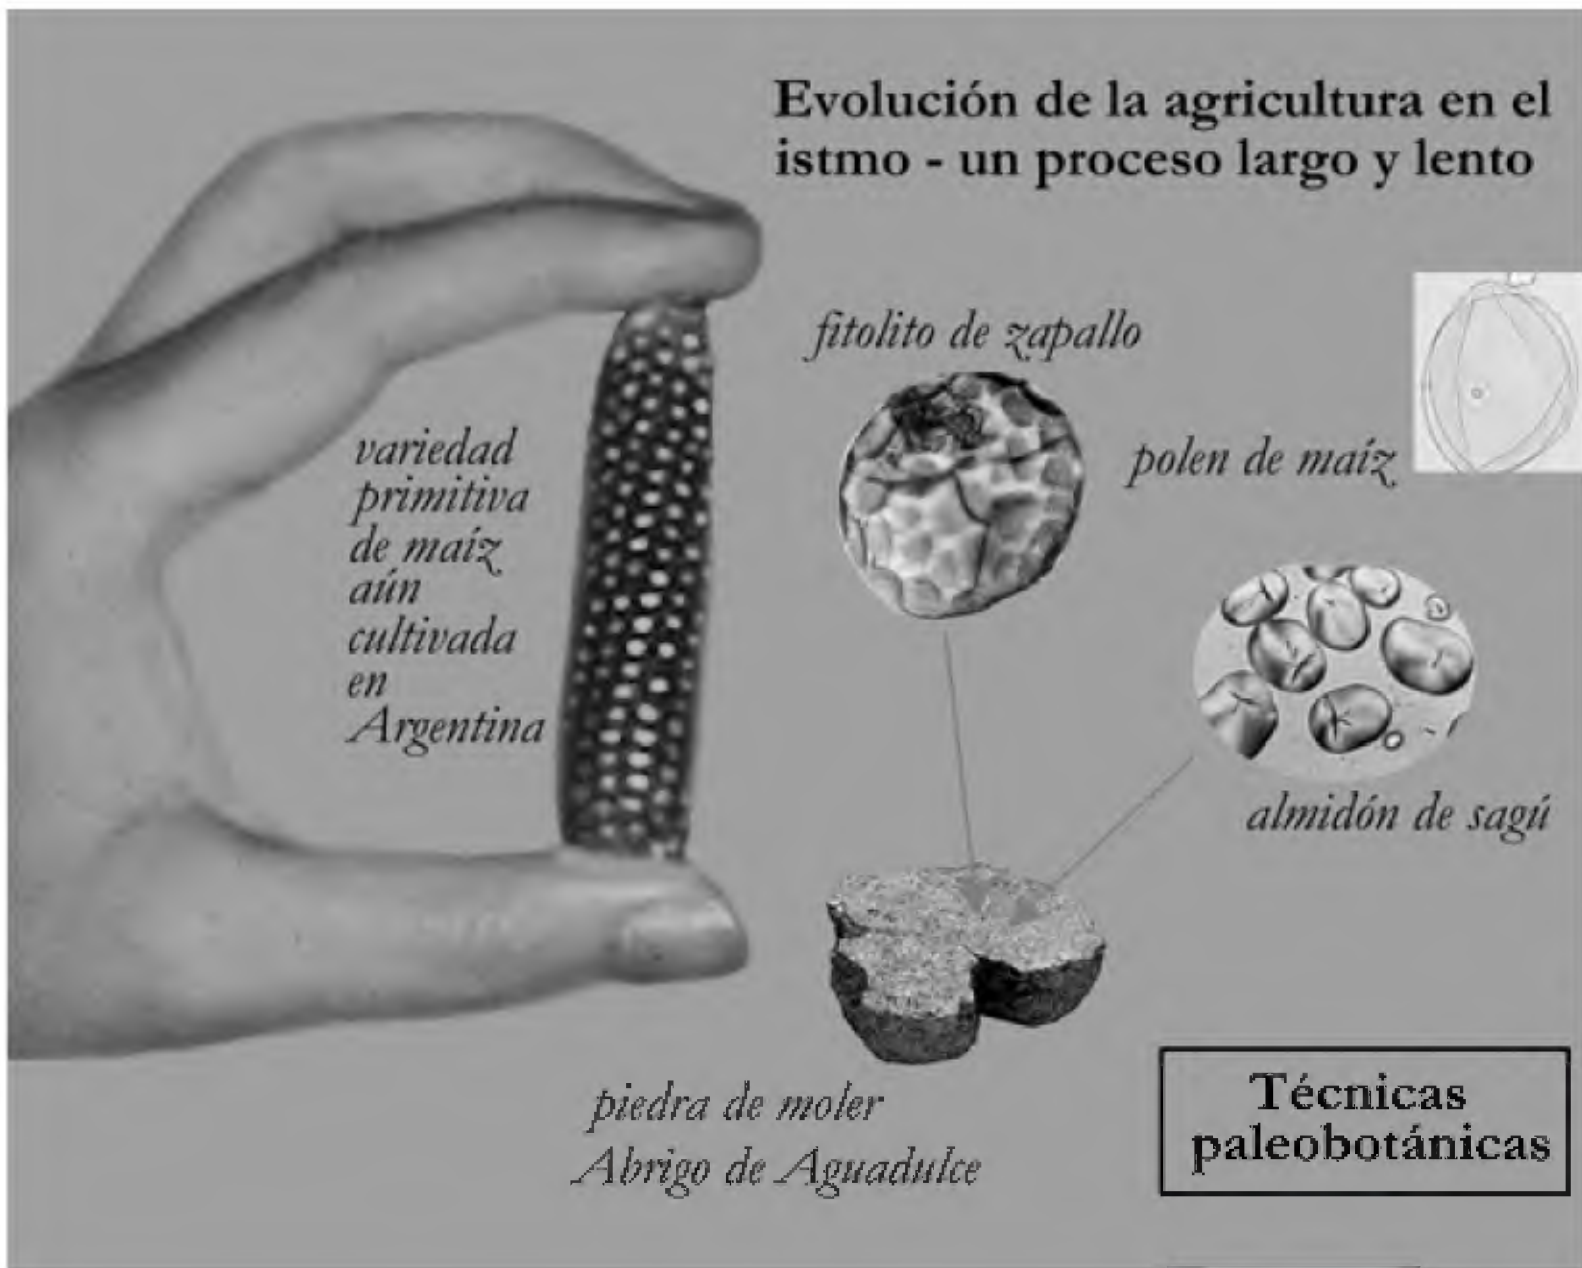 Evolución de la agricultura en el
istmo - un proceso largo y lento
fitolito de zapallo
polen de maíz
variedad
primitiva
de maíz
aún
cultivada
en
Argentina
almidón de sagú
piedra de moler
Abrigo de Aguadulce
Técnicas
paleobotánicas